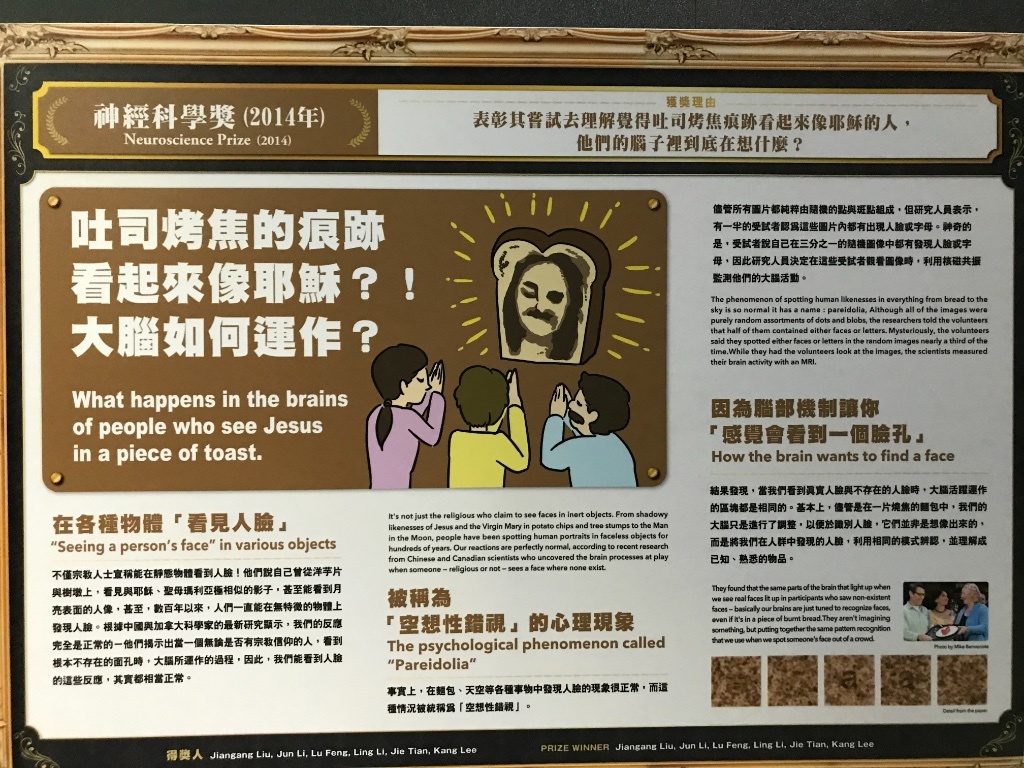 神經科學獎 (2014年)
Neuroscience Prize (2014)
獲獎理由
表彰其嘗試去理解覺得吐司烤焦痕跡看起來像耶穌的人，
他們的腦子裡到底在想什麼？
吐司烤焦的痕跡
看起來像耶穌？！
大腦如何運作？
What happens in the brains
of people who see Jesus
in a piece of toast.
在各種物體「看見人臉」
“Seeing a person’s face” in various objects
不僅宗教人士宣稱能在靜態物體看到人臉！他們說自己曾從洋芋片
與樹墩上，看見與耶穌、聖母瑪利亞極相似的影子，甚至能看到月
亮表面的人像，甚至，數百年以來，人們一直能在無特徵的物體上
發現人臉。根據中國與加拿大科學家的最新研究顯示，我們的反應
完全是正常的－他們揭示出當一個無論是否有宗教信仰的人，看到
根本不存在的面孔時，大腦所運作的過程，因此，我們能看到人臉
的這些反應，其實都相當正常。
It's not just the religious who claim to see faces in inert objects. From shadowy
likenesses of Jesus and the Virgin Mary in potato chips and tree stumps to the Man
in the Moon, people have been spotting human portraits in faceless objects for
hundreds of years. Our reactions are perfectly normal, according to recent research
from Chinese and Canadian scientists who uncovered the brain processes at play
when someone – religious or not – sees a face where none exist.
被稱為
「空想性錯視」的心理現象
The psychological phenomenon called
“Pareidolia”
事實上，在麵包、天空等各種事物中發現人臉的現象很正常，而這
種情況被統稱為「空想性錯視」。
儘管所有圖片都純粹由隨機的點與斑點組成，但研究人員表示，
有一半的受試者認為這些圖片內都有出現人臉或字母。神奇的
是，受試者說自己在三分之一的隨機圖像中都有發現人臉或字
母，因此研究人員決定在這些受試者觀看圖像時，利用核磁共振
監測他們的大腦活動。
The phenomenon of spotting human likenesses in everything from bread to the
sky is so normal it has a name : pareidolia, Although all of the images were
purely random assortments of dots and blobs, the researchers told the volunteers
that half of them contained either faces or letters. Mysteriously, the volunteers
said they spotted either faces or letters in the random images nearly a third of the
time.While they had the volunteers look at the images, the scientists measured
their brain activity with an MRI.
因為腦部機制讓你
「感覺會看到一個臉孔」
How the brain wants to find a face
結果發現，當我們看到真實人臉與不存在的人臉時，大腦活躍運作
的區塊都是相同的。基本上，儘管是在一片燒焦的麵包中，我們的
大腦只是進行了調整，以便於識別人臉，它們並非是想像出來的，
而是將我們在人群中發現的人臉，利用相同的模式辨認，並理解成
已知、熟悉的物品。
They found that the same parts of the brain that light up when
we see real faces lit up in participants who saw non-existent
faces – basically our brains are just tuned to recognize faces,
even if it's in a piece of burnt bread.They aren't imagining
something, but putting together the same pattern recognition
that we use when we spot someone's face out of a crowd.
Photo by Mike Benveniste
a a
Detail from the paper
得獎人 Jiangang Liu, Jun Li, Lu Feng, Ling Li, Jie Tian, Kang Lee
PRIZE WINNER Jiangang Liu, Jun Li, Lu Feng, Ling Li, Jie Tian, Kang Lee